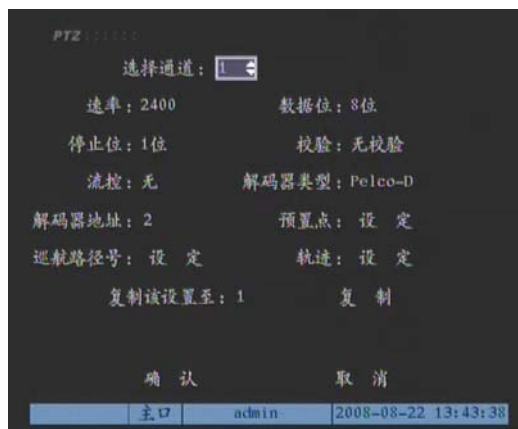 PTZ
选择通道：1
速率：2400 数据位：8位
停止位：1位 校验：无校验
流控：无 解码器类型：Pelco-D
解码器地址：2 预置点：设 定
巡航路径号：设 定 轨迹：设 定
复制该设置至：1 复 制
确 认 取 消
主口 admin 2008-08-22 13:43:38